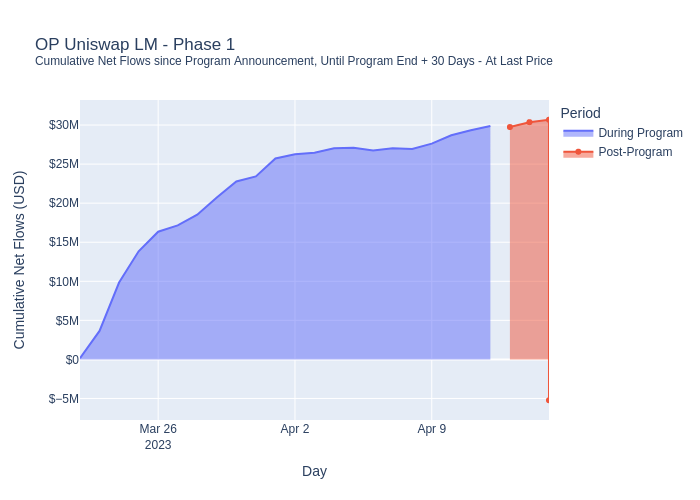 OP Uniswap LM - Phase 1
Cumulative Net Flows since Program Announcement, Until Program End + 30 Days - At Last Price
Period
During Program
Post-Program
Cumulative Net Flows (USD)
$30M
$25M
$20M
$15M
$10M
$5M
$0
$−5M
Mar 26
2023
Apr 2
Apr 9
Day